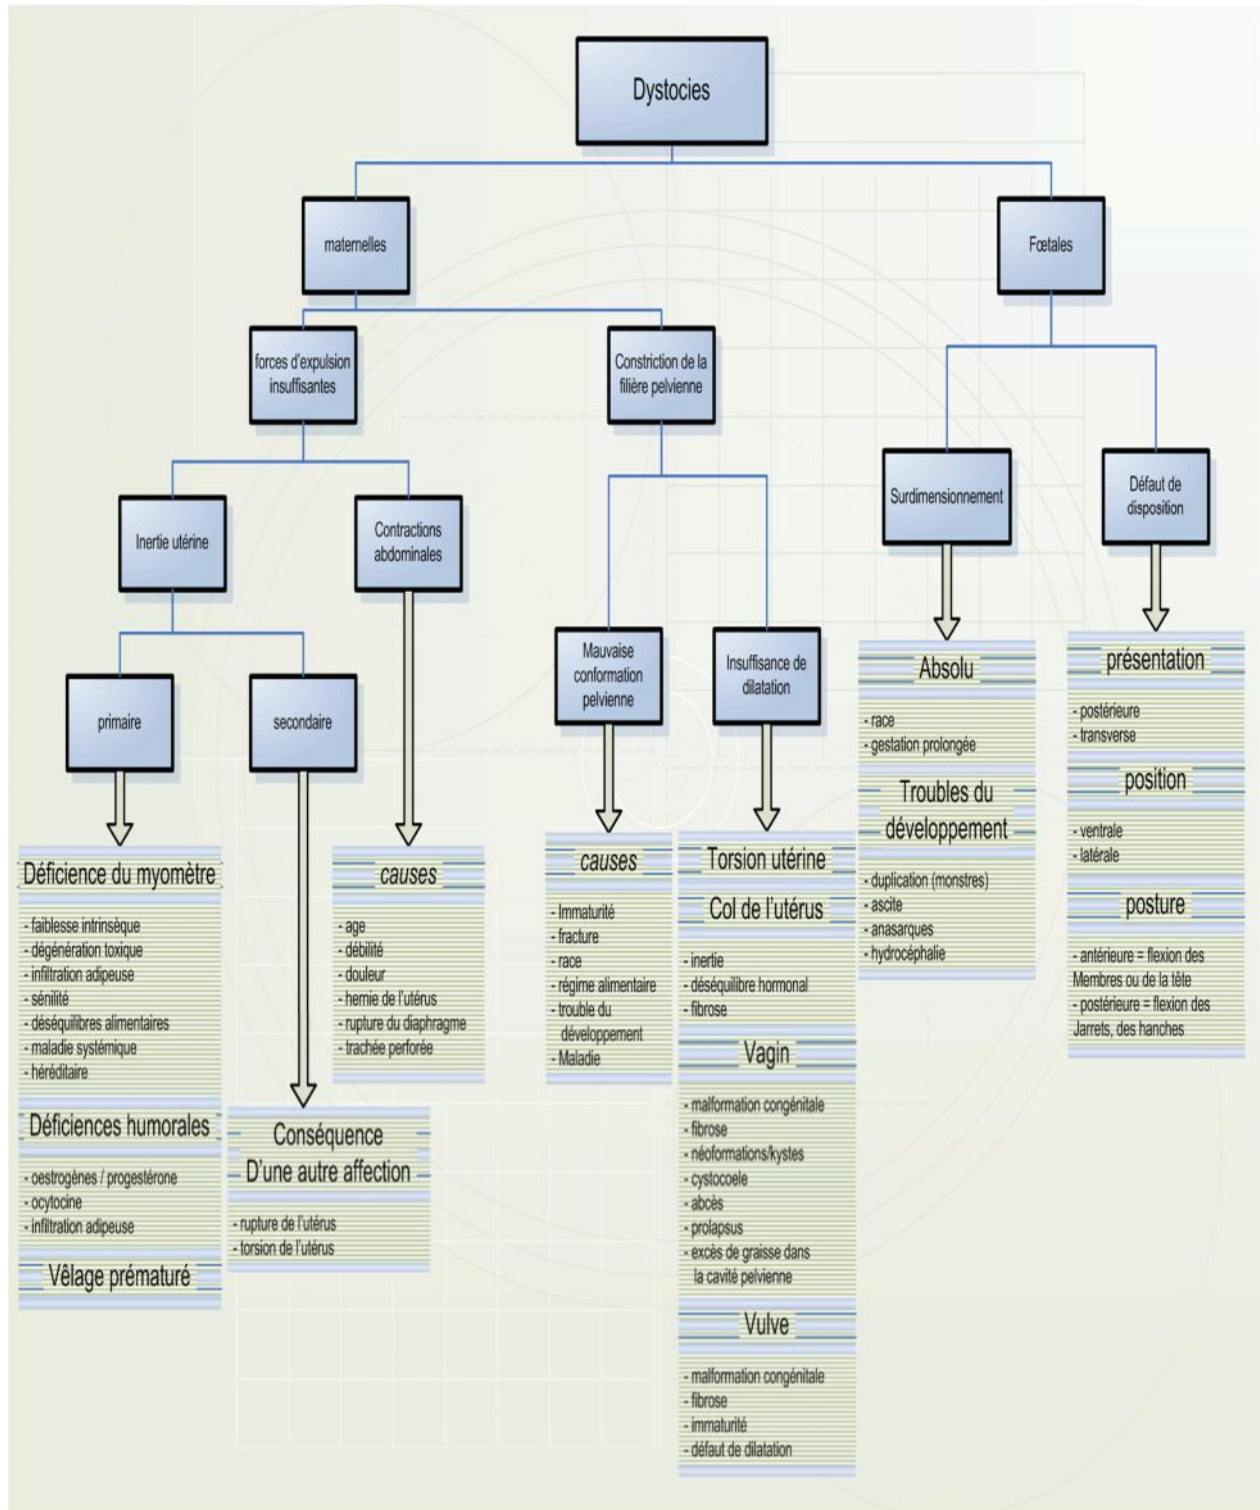 Dystocies
maternelles
Fœtales
forces d'expulsion
insuffisantes
Constriction de la
filière pelvienne
Inertie utérine
Contractions
abdominales
Surdimensionnement
Défaut de
disposition
primaire
secondaire
Mauvaise
conformation
pelvienne
Insuffisance de
dilatation
Déficience du myomètre
- faiblesse intrinsèque
- dégénération toxique
- infiltration adipeuse
- sénilité
- déséquilibres alimentaires
- maladie systémique
- héréditaire
Déficiences humorales
- oestrogènes / progestérone
- ocytocine
- infiltration adipeuse
Vêlage prématuré
Conséquence
D'une autre affection
- rupture de l'utérus
- torsion de l'utérus
causes
- age
- débilité
- douleur
- hernie de l'utérus
- rupture du diaphragme
- trachée perforée
causes
- Immaturité
- fracture
- race
- régime alimentaire
- trouble du
développement
- Maladie
Torsion utérine
Col de l'utérus
- inertie
- déséquilibre hormonal
- fibrose
Vagin
- malformation congénitale
- fibrose
- néoformations/kystes
- cystocoele
- abcès
- prolapsus
- excès de graisse dans
la cavité pelvienne
Vulve
- malformation congénitale
- fibrose
- immaturité
- défaut de dilatation
Absolu
- race
- gestation prolongée
Troubles du
développement
- duplication (monstres)
- ascite
- anasarques
- hydrocéphalie
présentation
- postérieure
- transverse
position
- ventrale
- latérale
posture
- antérieure = flexion des
Membres ou de la tête
- postérieure = flexion des
Jarrets, des hanches